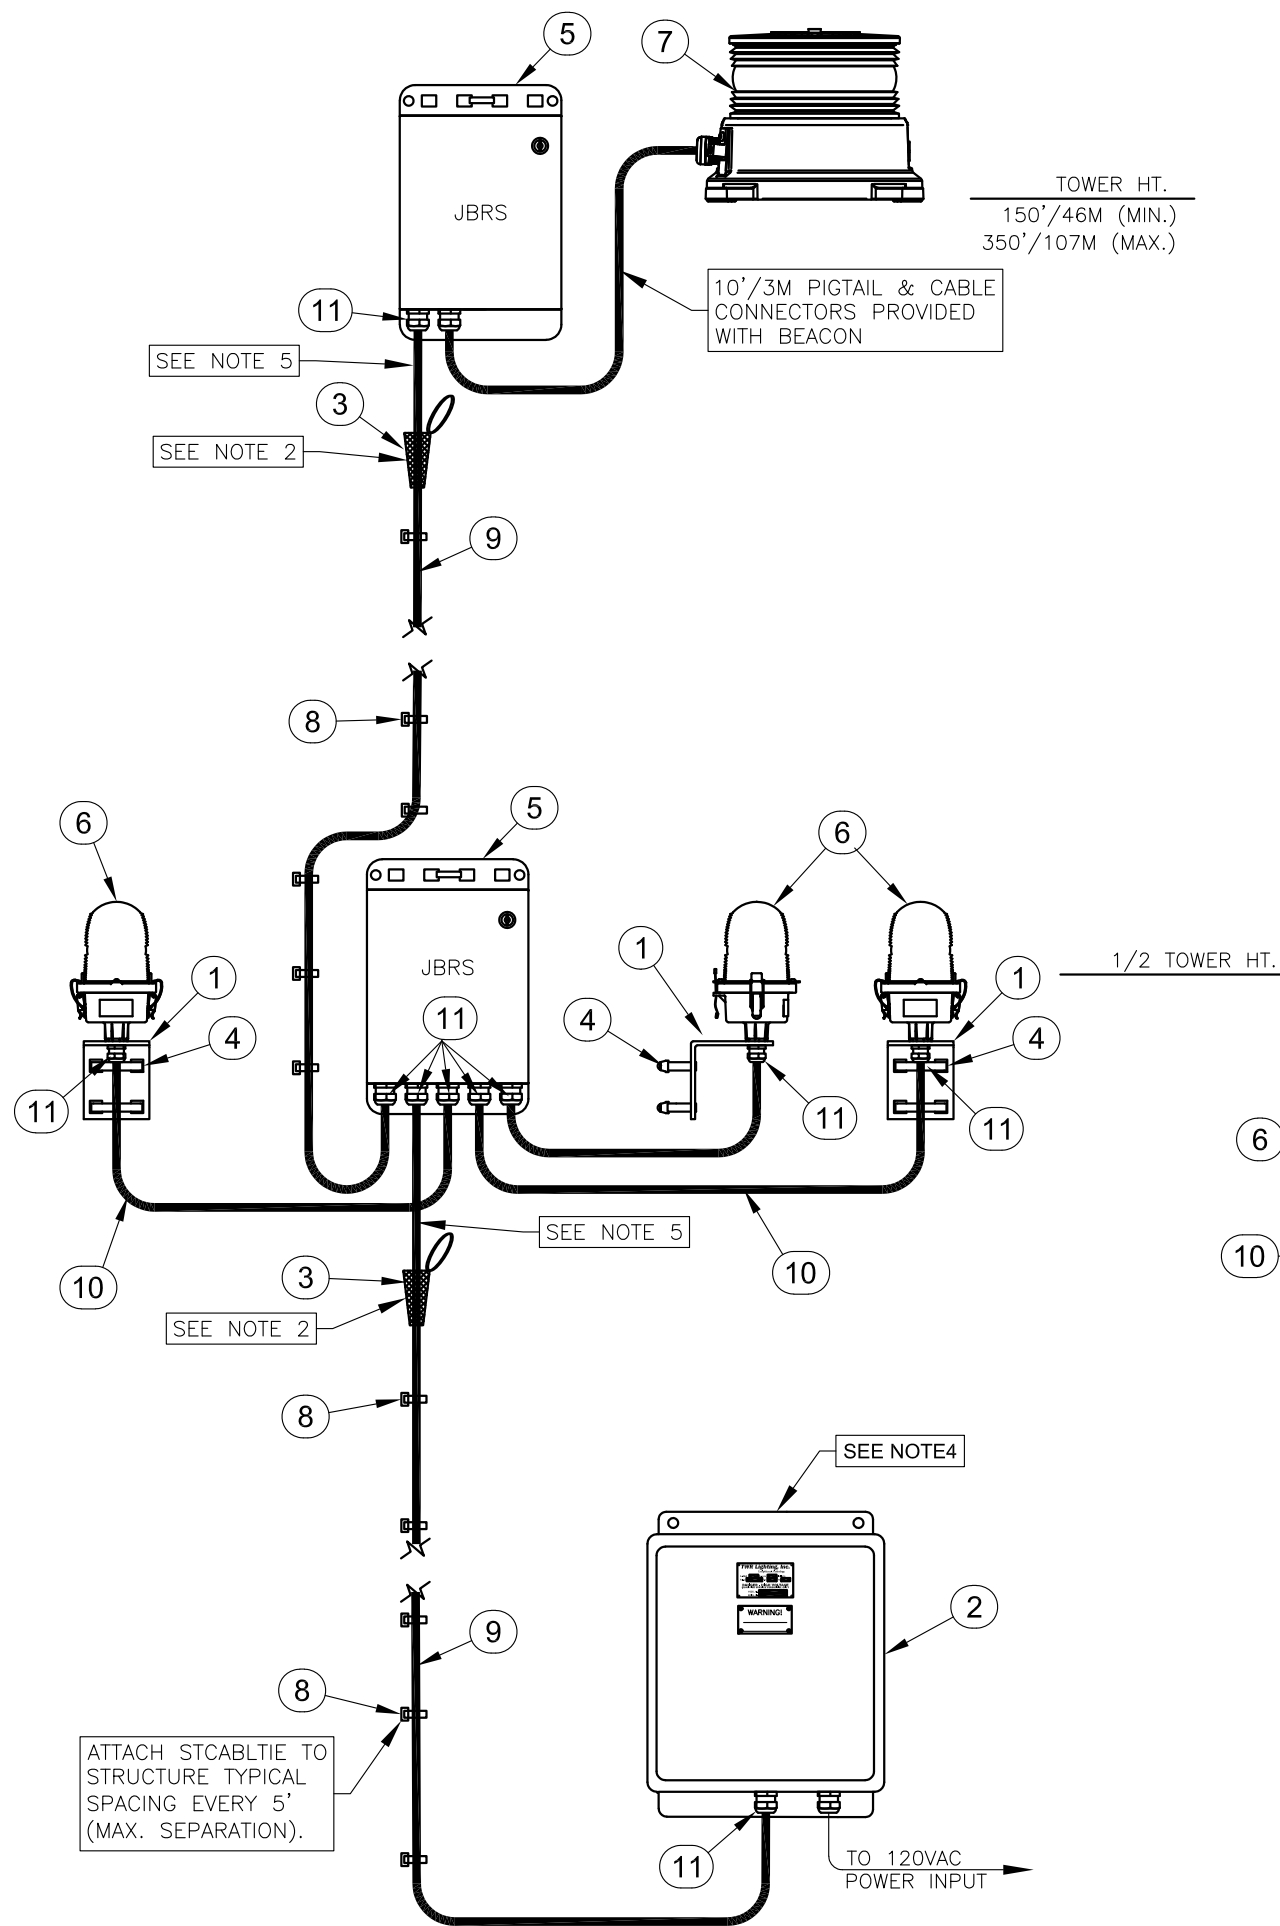 5
7
JBRS
TOWER HT.
150'/46M (MIN.)
350'/107M (MAX.)
10'/3M PIGTAIL & CABLE
CONNECTORS PROVIDED
WITH BEACON
11
SEE NOTE 5
3
SEE NOTE 2
9
8
5
6
6
JBRS
1
1
1
1/2 TOWER HT.
4
11
4
4
11
11
11
6
SEE NOTE 5
10
10
10
3
SEE NOTE 2
8
SEE NOTE4
TWR Lighting, Inc.
WARNING!
2
9
8
ATTACH STCABLTIE TO
STRUCTURE TYPICAL
SPACING EVERY 5'
(MAX. SEPARATION).
11
TO 120VAC
POWER INPUT